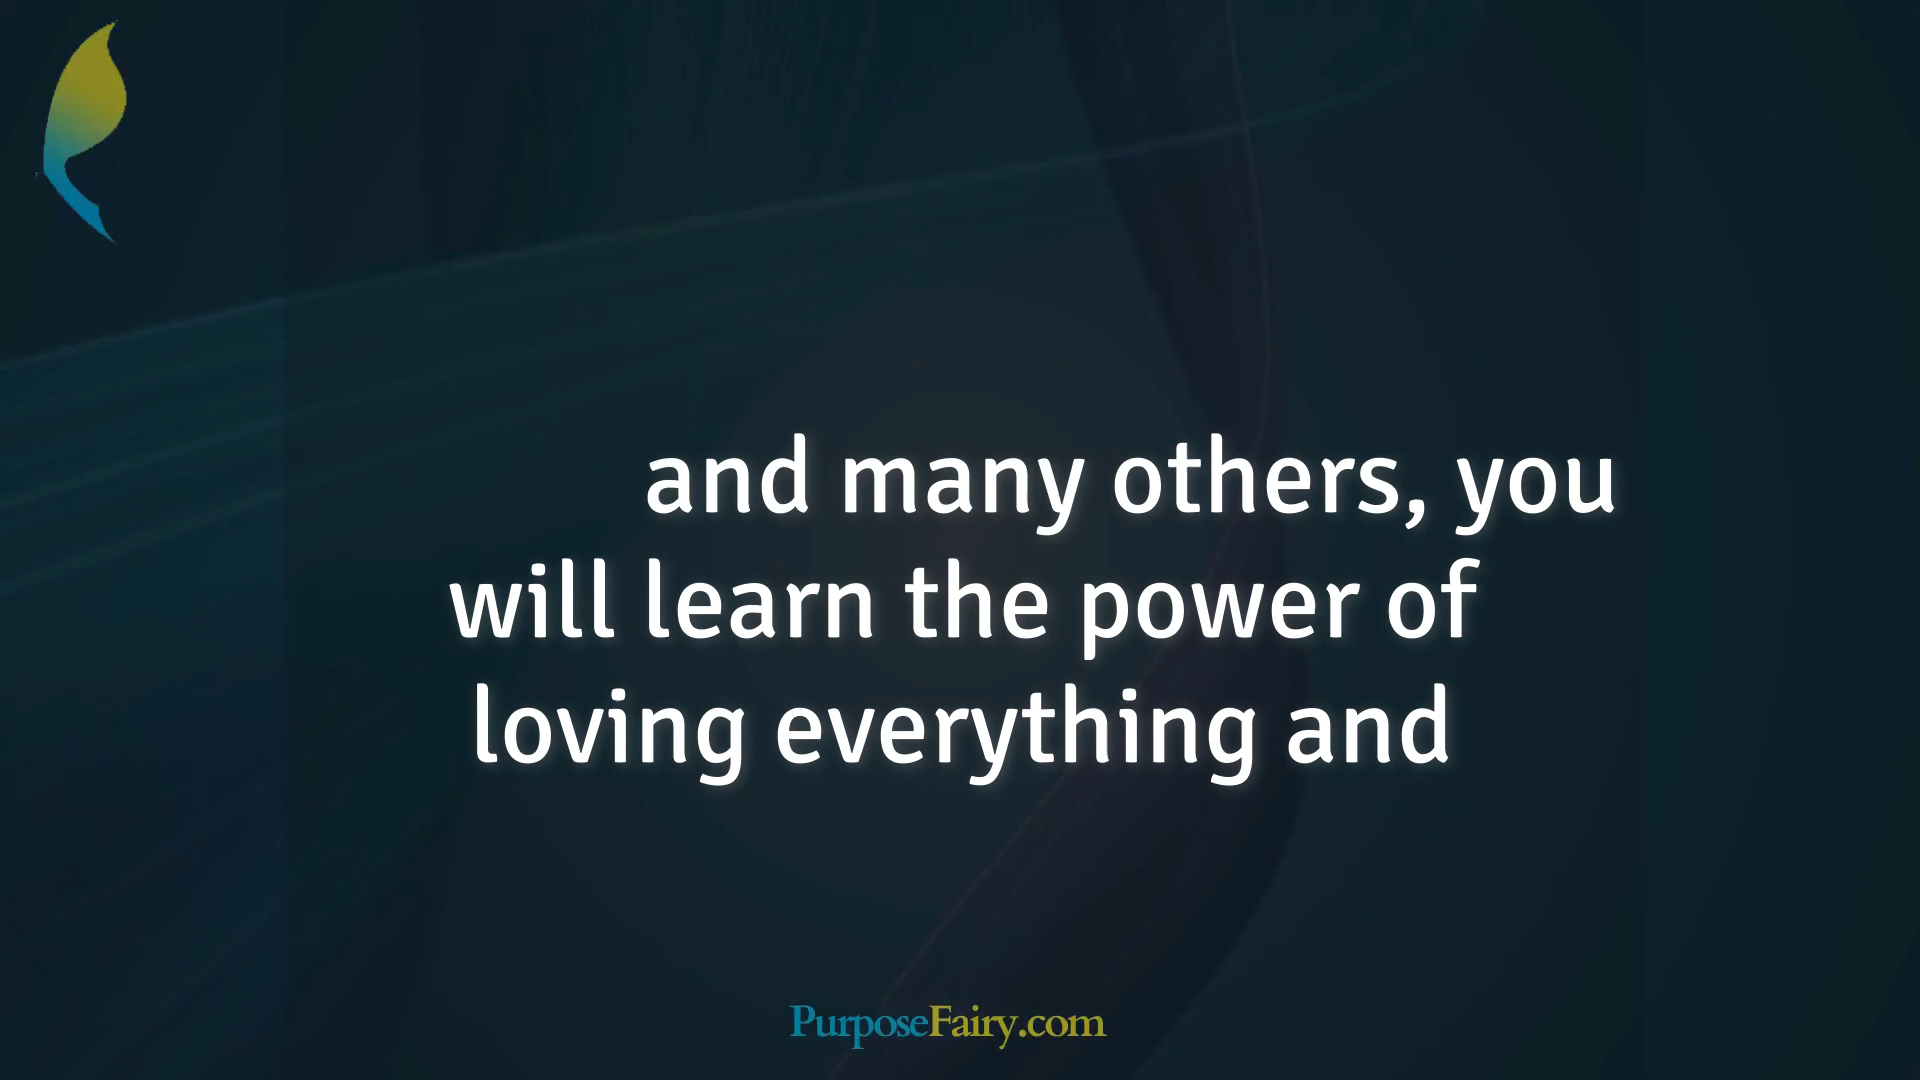 and many others, you
will learn the power of
loving everything and
PurposeFairy.com